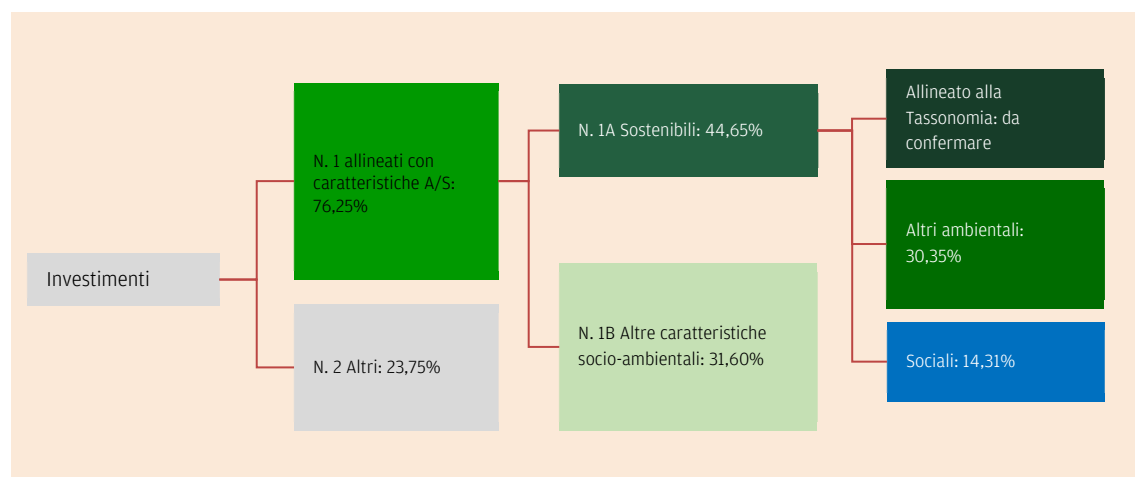 Investimenti
N. 1 allineati con
caratteristiche A/S:
76,25%
N. 2 Altri: 23,75%
N. 1A Sostenibili: 44,65%
N. 1B Altre caratteristiche
socio-ambientali: 31,60%
Allineato alla
Tassonomia: da
confermare
Altri ambientali:
30,35%
Sociali: 14,31%